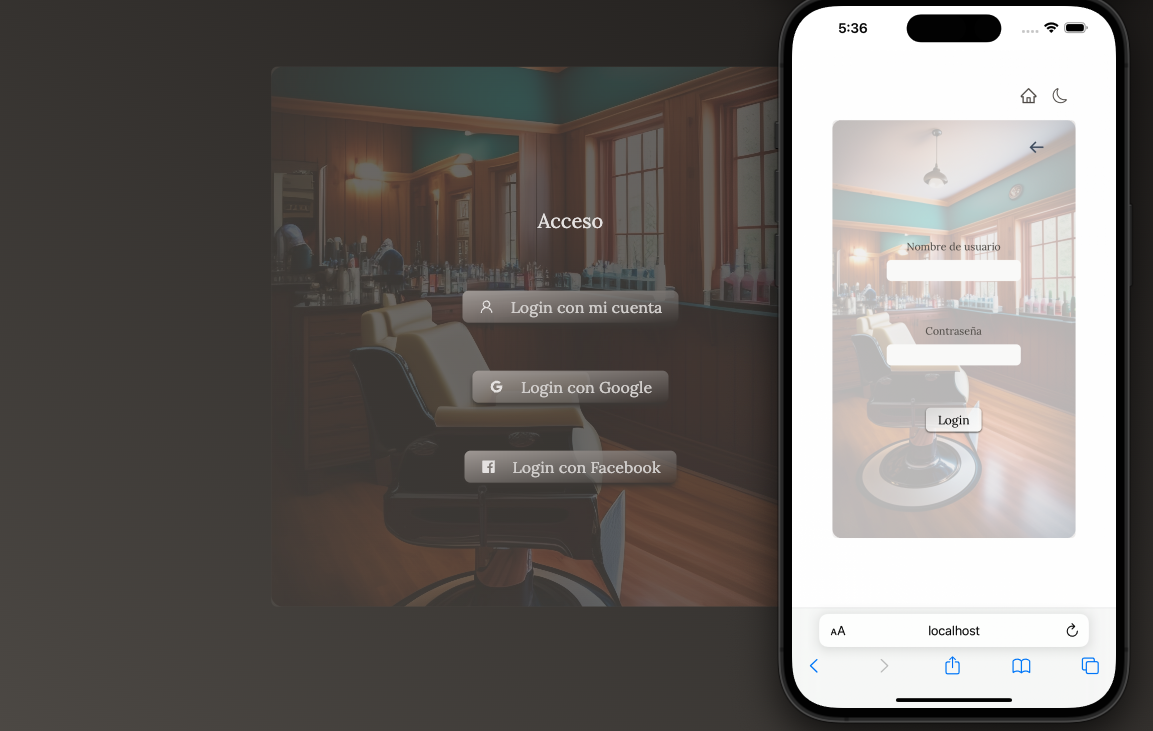 Acceso
Login con mi cuenta
Login con Google
Login con Facebook
5:36
Nombre de usuario
Contraseña
Login
AA
localhost